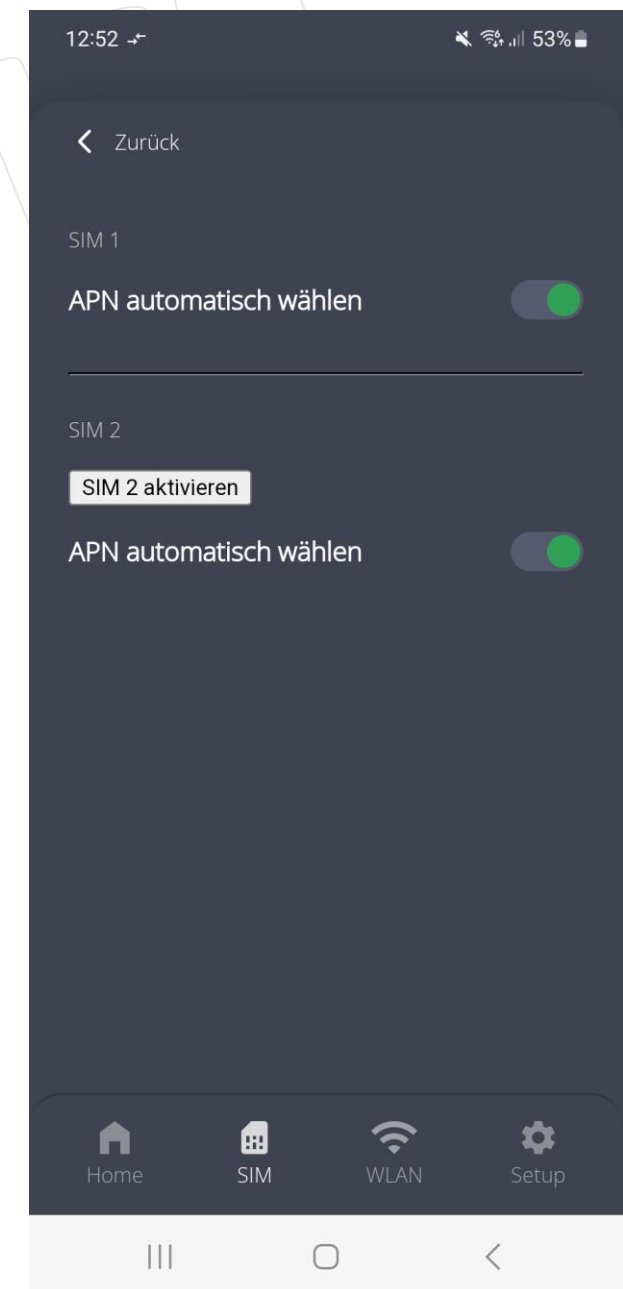 12:52
53%
Zurück
SIM 1
APN automatisch wählen
SIM 2
SIM 2 aktivieren
APN automatisch wählen
Home SIM WLAN Setup